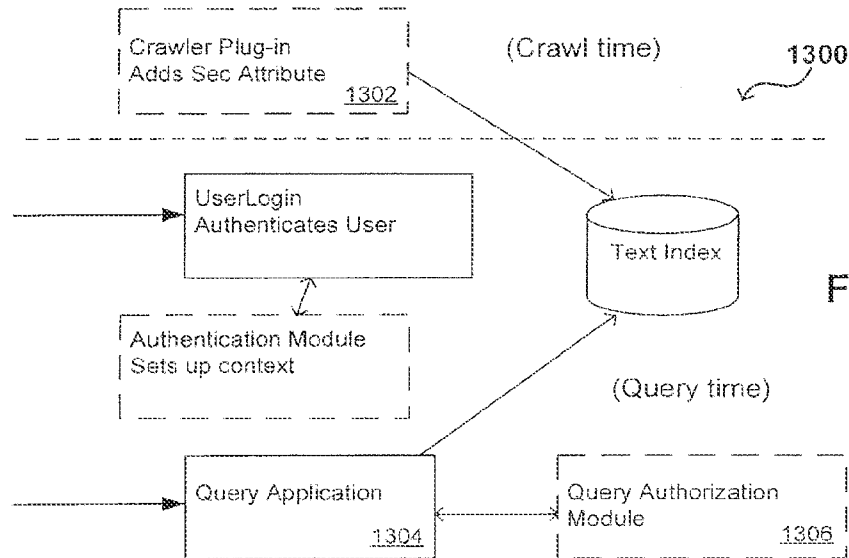 Crawler Plug-in
Adds Sec Attribute
1302
(Crawl time)
1300
UserLogin
Authenticates User
Text Index
F
Authentication Module
Sets up context
(Query time)
Query Application
1304
Query Authorization
Module
1306